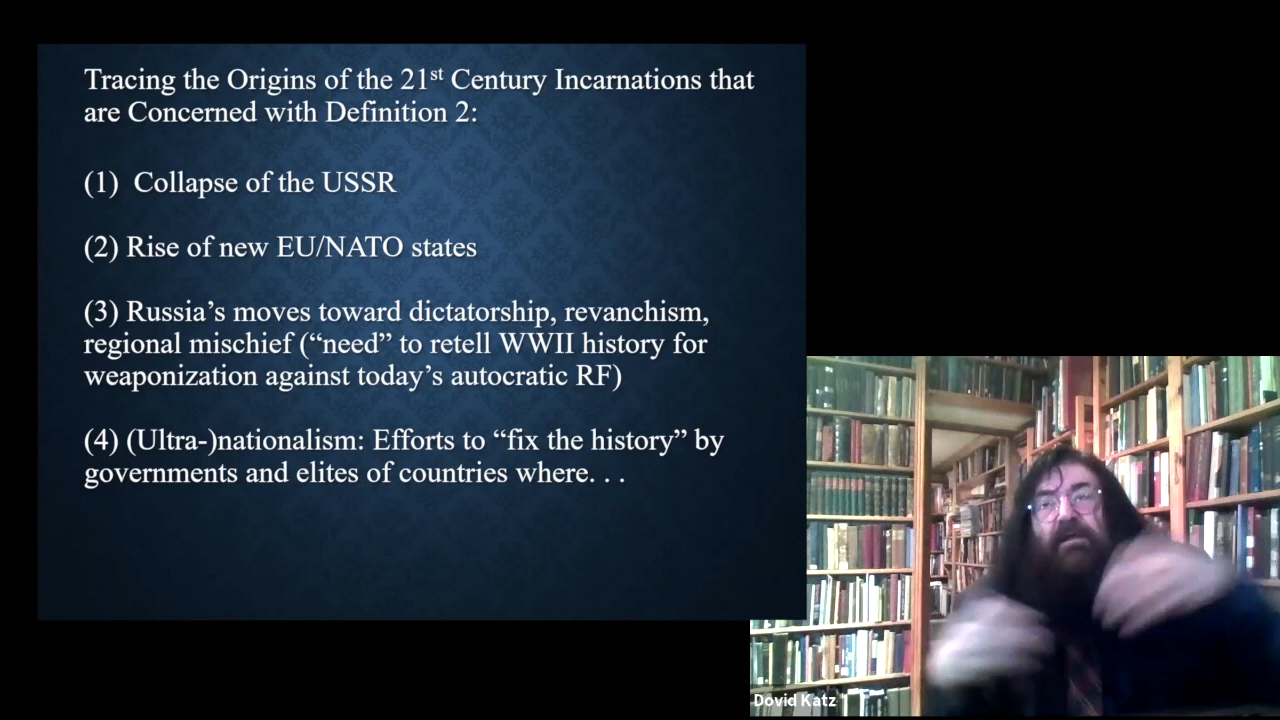 Tracing the Origins of the 21st Century Incarnations that
are Concerned with Definition 2:
(1) Collapse of the USSR
(2) Rise of new EU/NATO states
(3) Russia’s moves toward dictatorship, revanchism,
regional mischief (“need” to retell WWII history for
weaponization against today’s autocratic RF)
(4) (Ultra-)nationalism: Efforts to “fix the history” by
governments and elites of countries where. . .
Dovid Katz